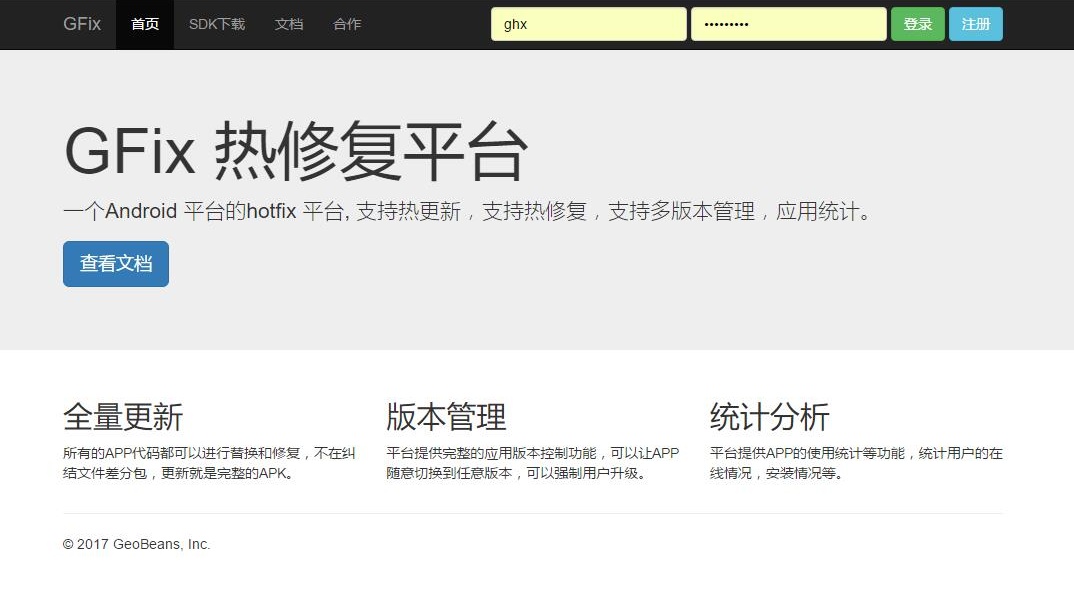 GFix 首页 SDK下载 文档 合作 ghx ••••••••• 登录 注册
GFix 热修复平台
一个Android 平台的hotfix 平台, 支持热更新，支持热修复，支持多版本管理，应用统计。
查看文档
全量更新
所有的APP代码都可以进行替换和修复，不在纠
结文件差分包，更新就是完整的APK。
版本管理
平台提供完整的应用版本控制功能，可以让APP
随意切换到任意版本，可以强制用户升级。
统计分析
平台提供APP的使用统计等功能，统计用户的在
线情况，安装情况等。
© 2017 GeoBeans, Inc.